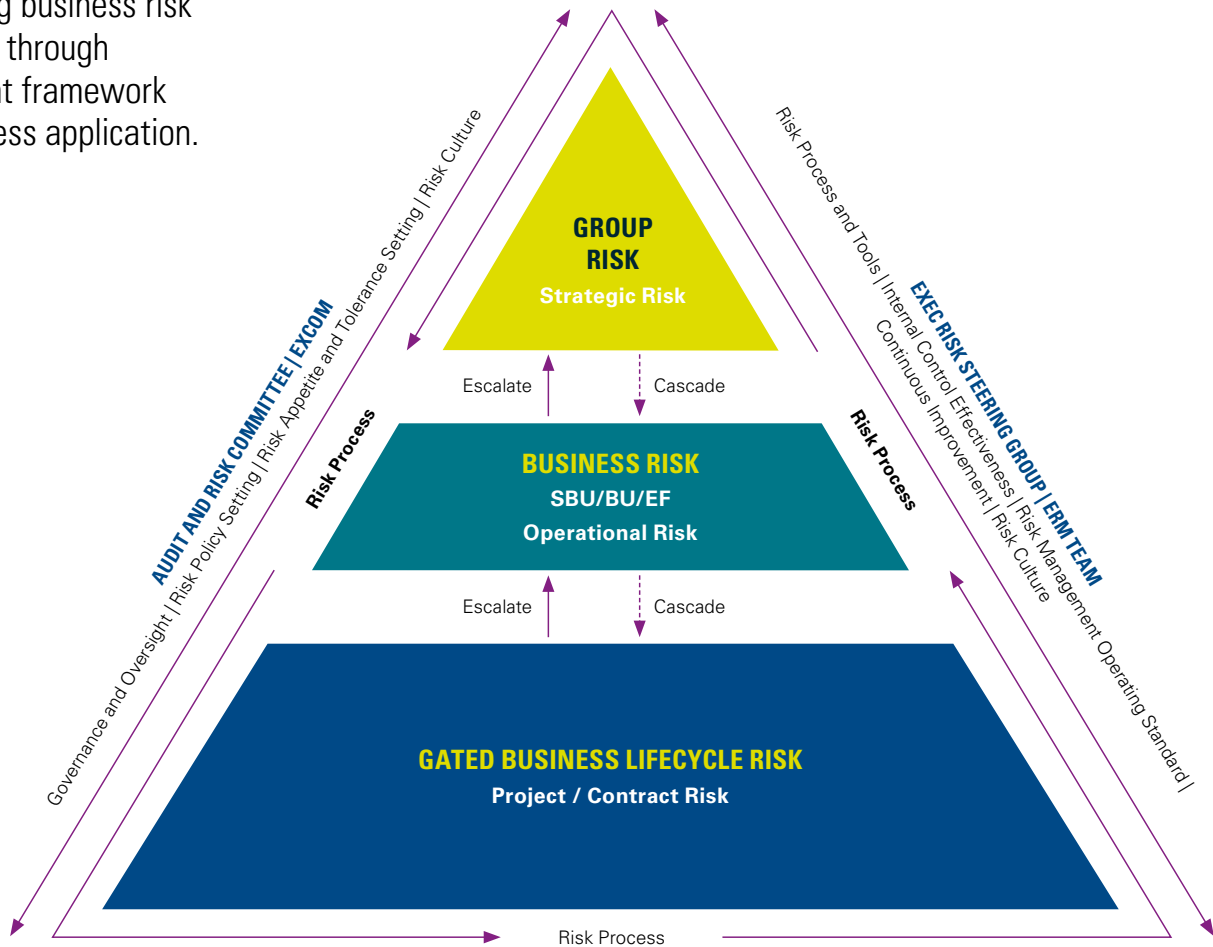 g business risk
through
t framework
ess application.
GROUP
RISK
Strategic Risk
Escalate
Cascade
BUSINESS RISK
SBU/BU/EF
Operational Risk
Escalate
Cascade
GATED BUSINESS LIFECYCLE RISK
Project / Contract Risk
Risk Process
AUDIT AND RISK COMMITTEE | EXCOM
Governance and Oversight | Risk Policy Setting | Risk Appetite and Tolerance Setting | Risk Culture
Risk Process
Risk Process
EXEC RISK STEERING GROUP | ERM TEAM
Risk Process and Tools | Internal Control Effectiveness | Risk Management Operating Standard |
Continuous Improvement | Risk Culture